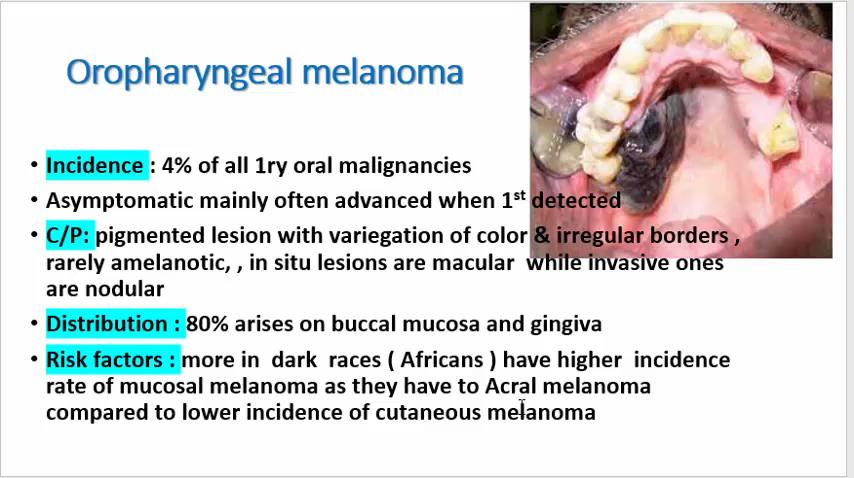 Oropharyngeal melanoma
• Incidence : 4% of all 1ry oral malignancies
• Asymptomatic mainly often advanced when 1st detected
• C/P: pigmented lesion with variegation of color & irregular borders ,
rarely amelanotic, , in situ lesions are macular while invasive ones
are nodular
• Distribution : 80% arises on buccal mucosa and gingiva
• Risk factors : more in dark races ( Africans ) have higher incidence
rate of mucosal melanoma as they have to Acral melanoma
compared to lower incidence of cutaneous melanoma